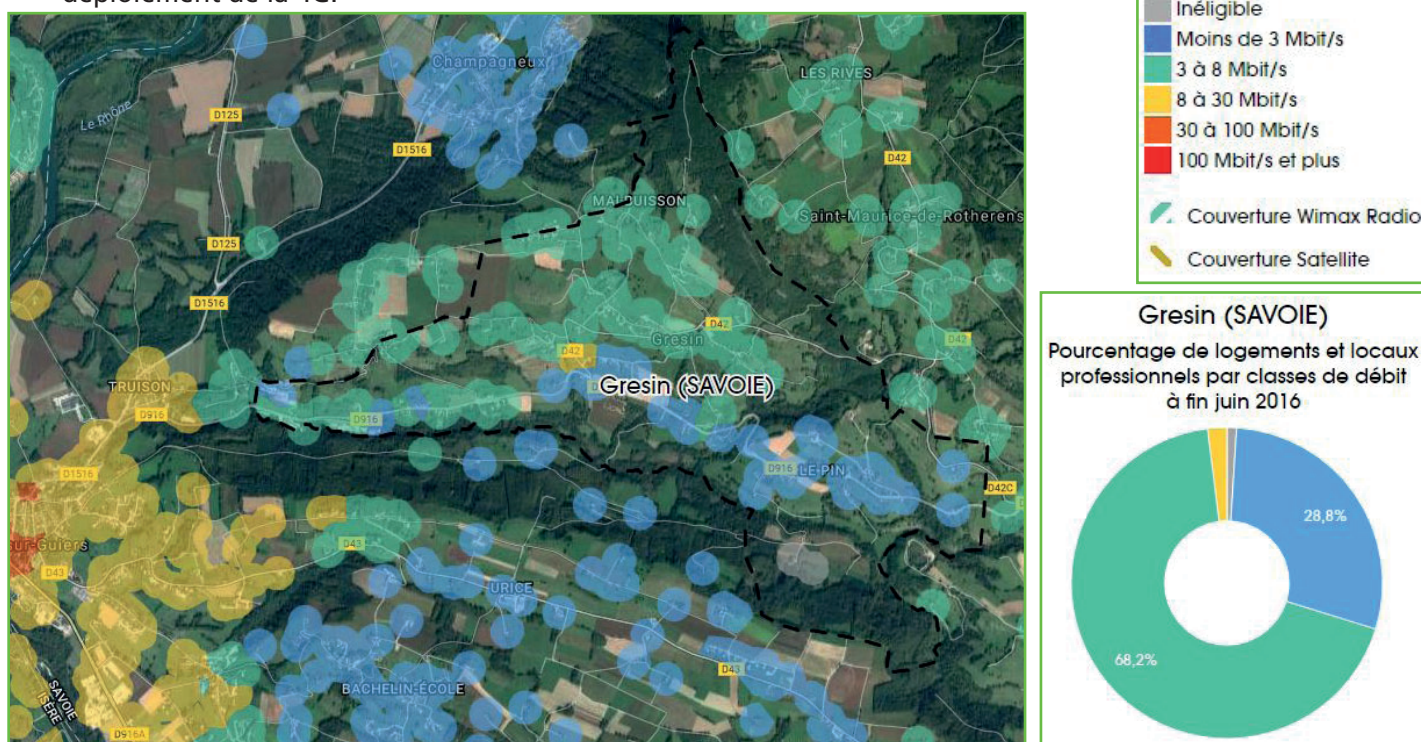 déploiement de la 4G.
Champagneux
LES RIVES
Le Rhône
D125
D1516
D42
MALBUISSON
Saint-Maurice-de-Rotherens
D125
D1516
D42
Gresin
D42
D42
TRUISON
Gresin (SAVOIE)
D916
D916
D1516
D916
LE PIN
D42C
sur-Guiers
D43
D43
URICE
D43
BACHELIN-ÉCOLE
SAVOIE
ISÈRE
D916A
Inéligible
Moins de 3 Mbit/s
3 à 8 Mbit/s
8 à 30 Mbit/s
30 à 100 Mbit/s
100 Mbit/s et plus
Couverture Wimax Radio
Couverture Satellite
Gresin (SAVOIE)
Pourcentage de logements et locaux
professionnels par classes de débit
à fin juin 2016
28,8%
68,2%